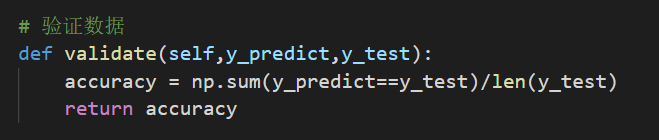 # 验证数据
def validate(self,y_predict,y_test):
    accuracy = np.sum(y_predict==y_test)/len(y_test)
    return accuracy